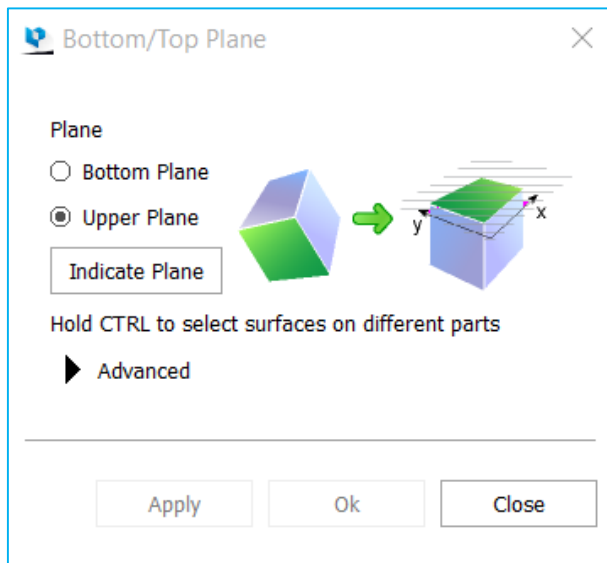 Bottom/Top Plane
Plane
Bottom Plane
Upper Plane
Indicate Plane
y
x
Hold CTRL to select surfaces on different parts
Advanced
Apply
Ok
Close